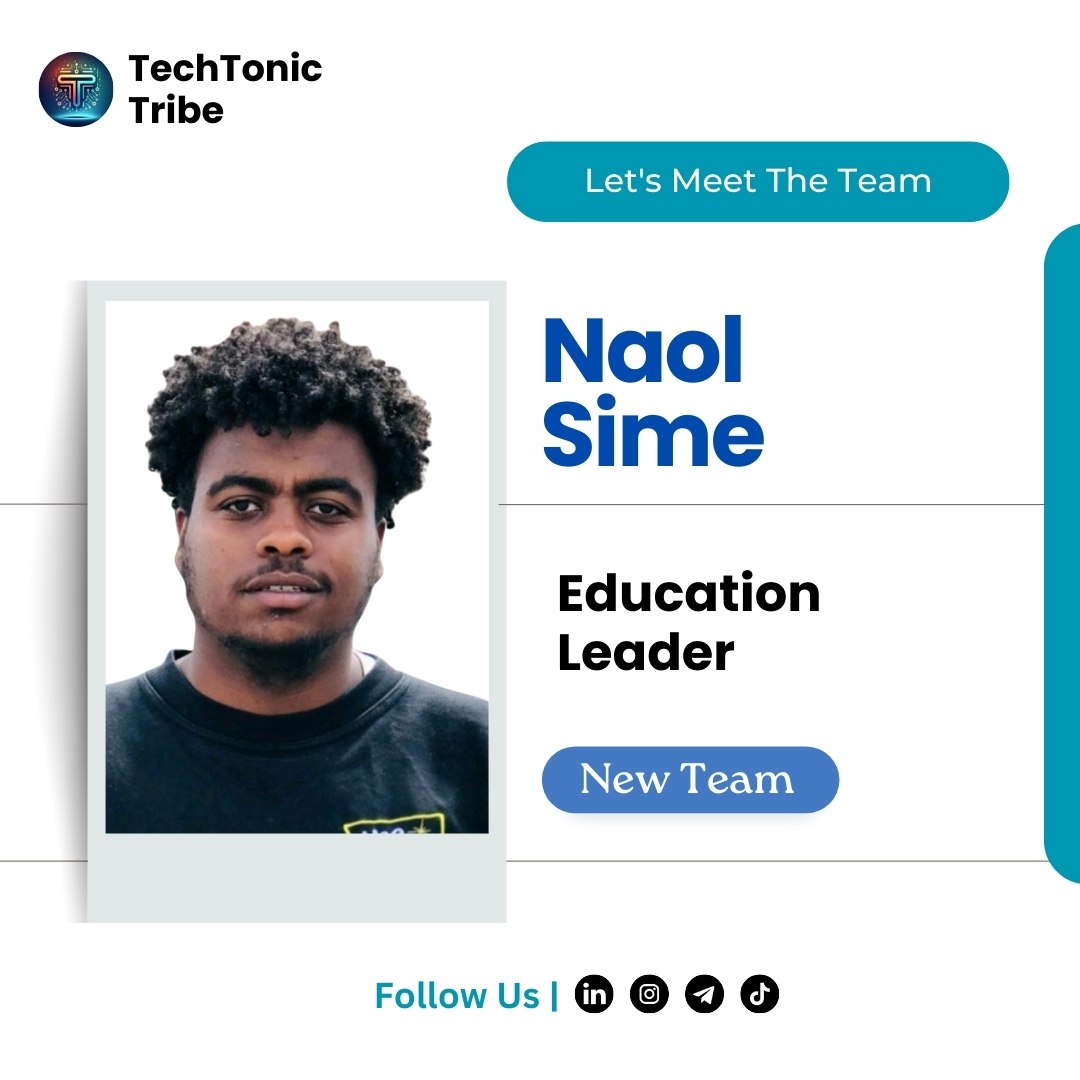 TechTonic
Tribe
Let's Meet The Team
Naol
Sime
Education
Leader
New Team
Follow Us |
in